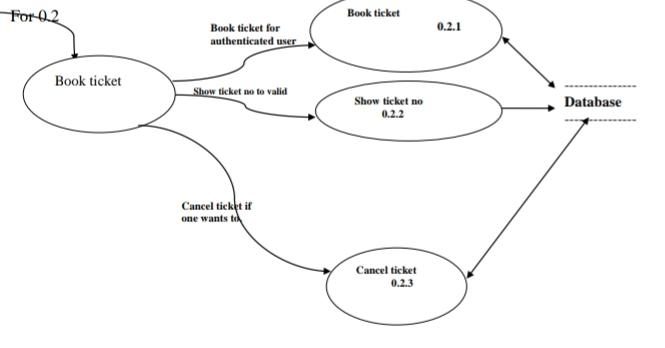 For 0.2
Book ticket for
authenticated user
Book ticket
0.2.1
Book ticket
Show ticket no to valid
Show ticket no
0.2.2
Database
Cancel ticket if
one wants to
Cancel ticket
0.2.3